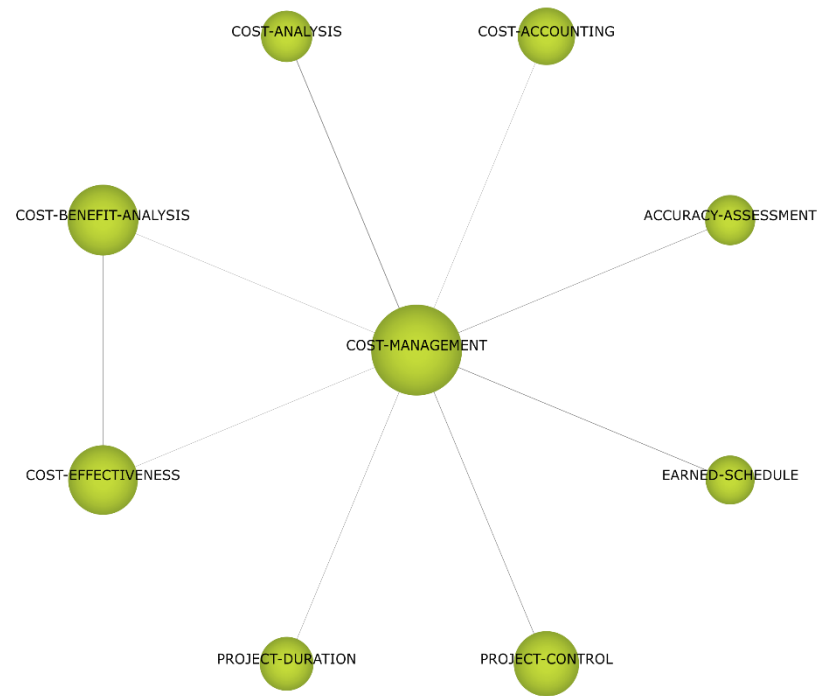 COST-ANALYSIS
COST-ACCOUNTING
COST-BENEFIT-ANALYSIS
ACCURACY-ASSESSMENT
COST-MANAGEMENT
COST-EFFECTIVENESS
EARNED-SCHEDULE
PROJECT-DURATION
PROJECT-CONTROL